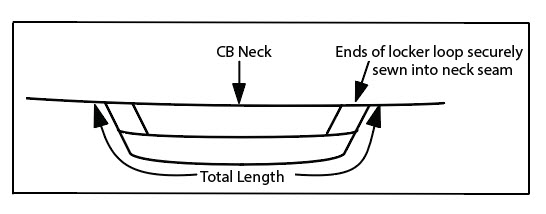 CB Neck
Ends of locker loop securely
sewn into neck seam
Total Length